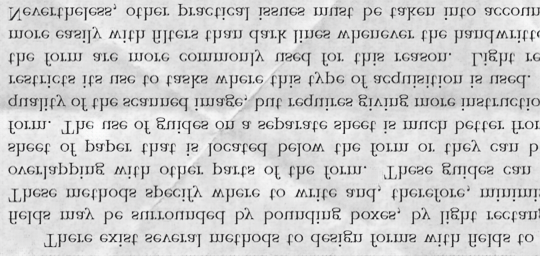 There exist several methods to design forms with fields to
fields may be surrounded by bounding boxes, by light rectang
These methods specify where to write and, therefore, minimi
overlapping with other parts of the form. These guides can
sheet of paper that is located below the form or they can b
form. The use of guides on a separate sheet is much better fro
quality of the scanned image, but requires giving more instructio
restricts its use to tasks where this type of acquisition is used.
the form are more commonly used for this reason. Light re
more easily with filters than dark lines whenever the handwritt
Nevertheless, other practical issues must be taken into accoun